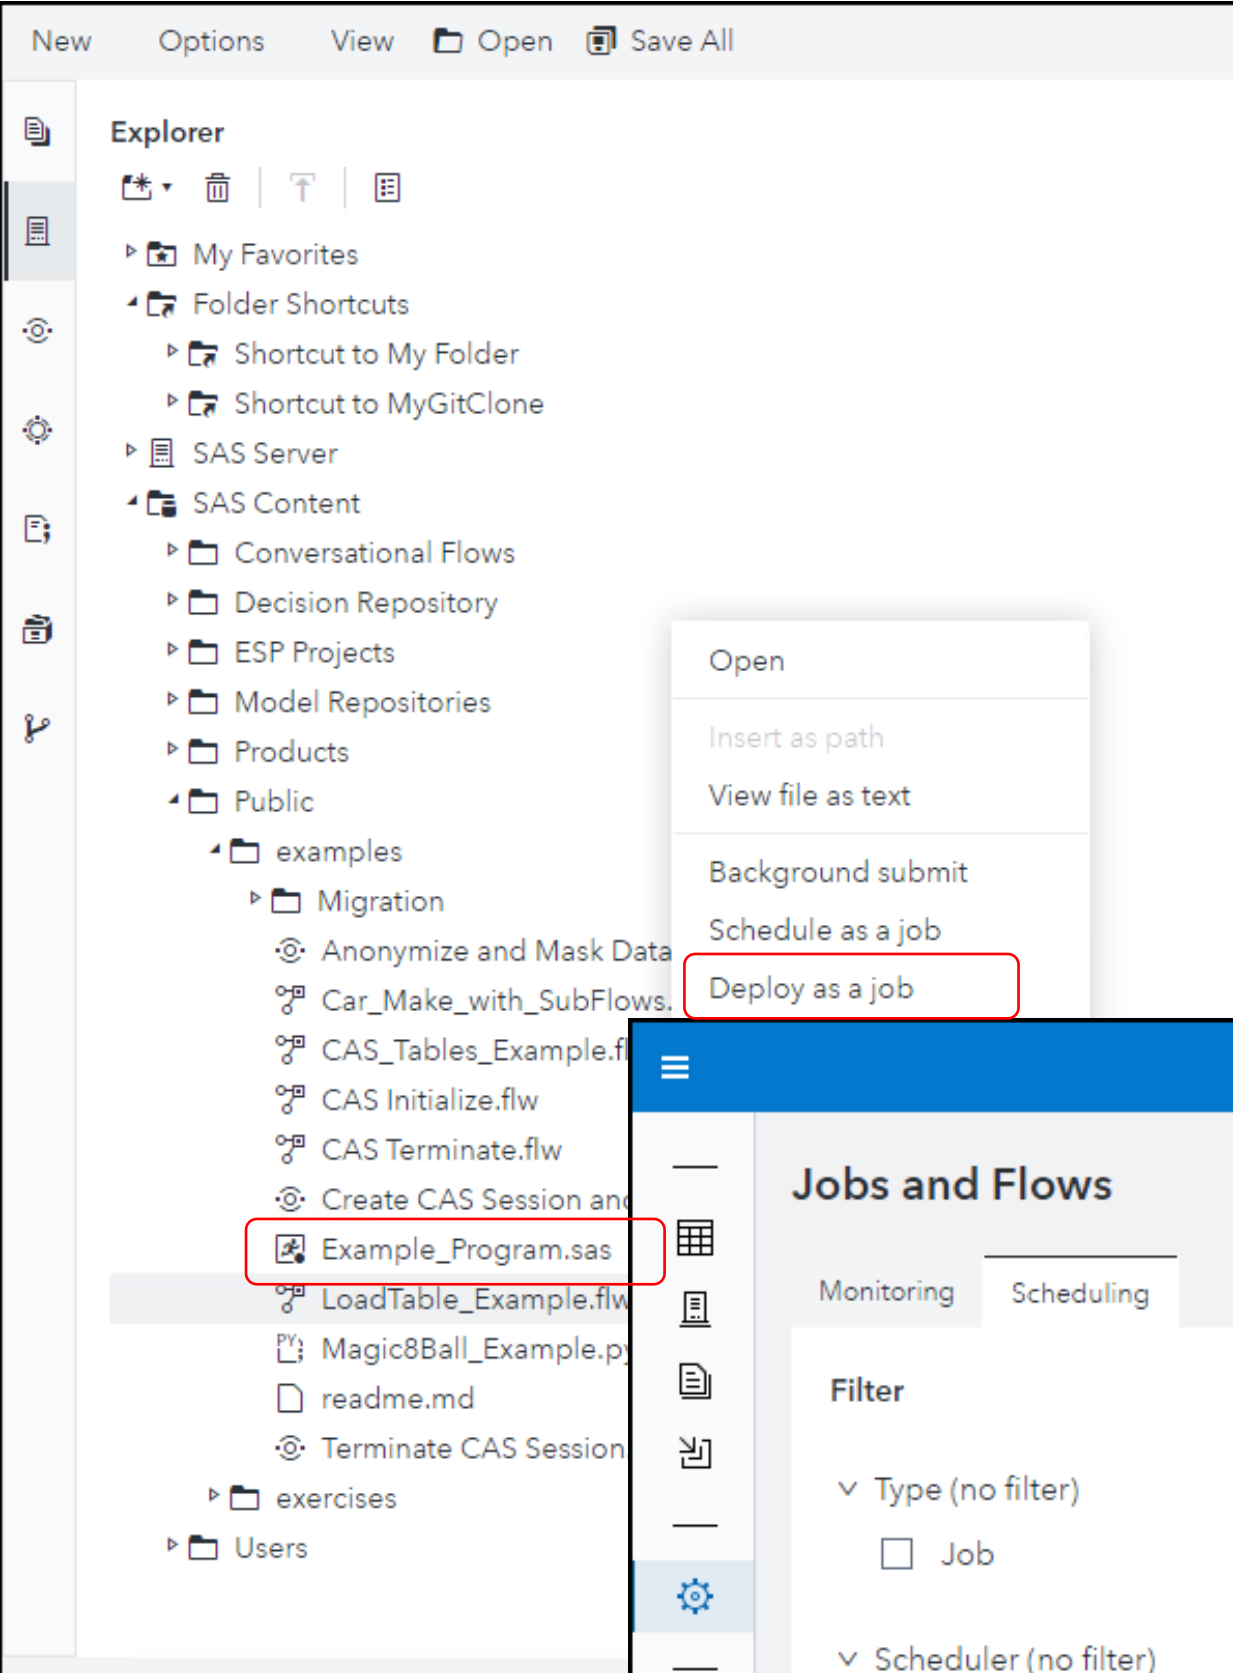 New Options View Open Save All
Explorer
My Favorites
Folder Shortcuts
Shortcut to My Folder
Shortcut to MyGitClone
SAS Server
SAS Content
Conversational Flows
Decision Repository
ESP Projects
Model Repositories
Products
Public
examples
Migration
Anonymize and Mask Data
Car_Make_with_SubFlows.
CAS_Tables_Example.fl
CAS Initialize.flw
CAS Terminate.flw
Create CAS Session and
Example_Program.sas
LoadTable_Example.flw
PY
Magic8Ball_Example.py
readme.md
Terminate CAS Session.
exercises
Users
Open
Insert as path
View file as text
Background submit
Schedule as a job
Deploy as a job
Jobs and Flows
Monitoring Scheduling
Filter
Type (no filter)
Job
Scheduler (no filter)